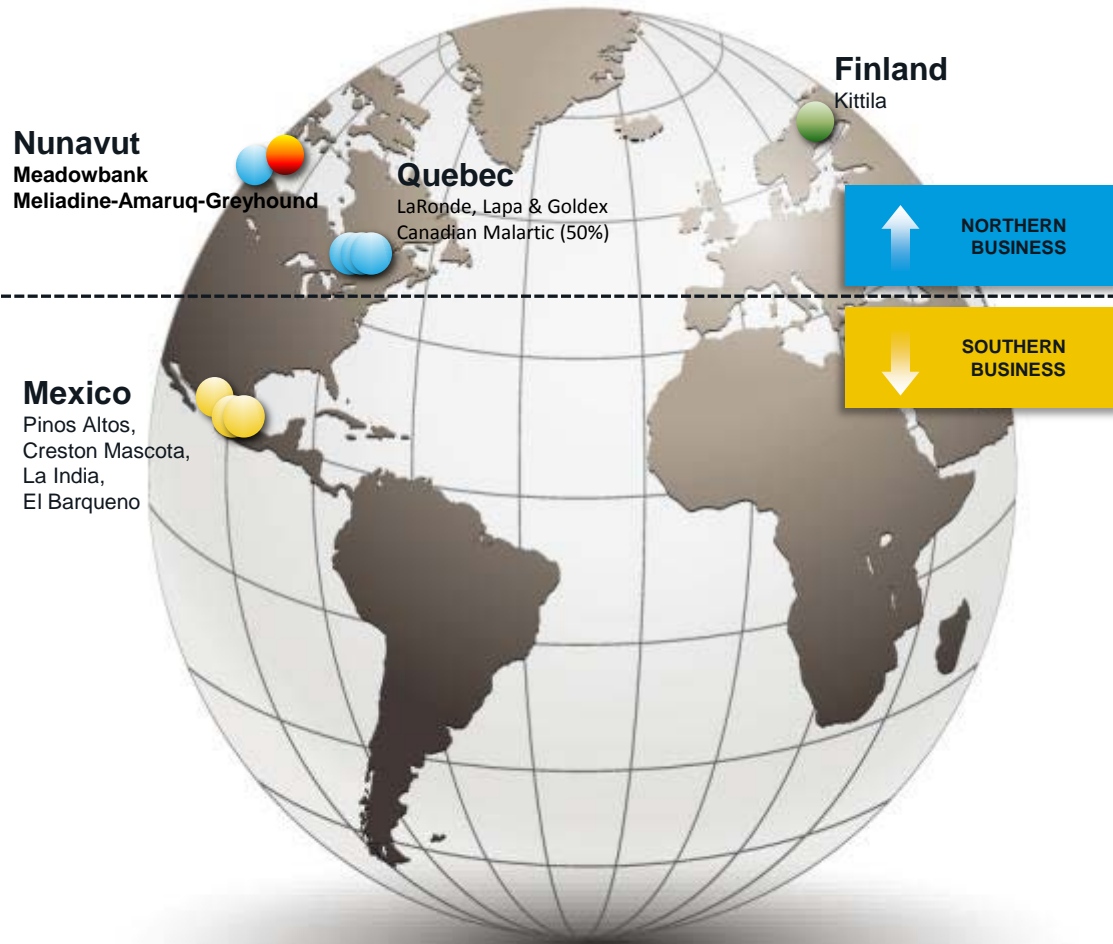 Finland
Kittila
Nunavut
Meadowbank
Meliadine-Amaruq-Greyhound
Quebec
LaRonde, Lapa & Goldex
Canadian Malartic (50%)
NORTHERN
BUSINESS
SOUTHERN
BUSINESS
Mexico
Pinos Altos,
Creston Mascota,
La India,
El Barqueno